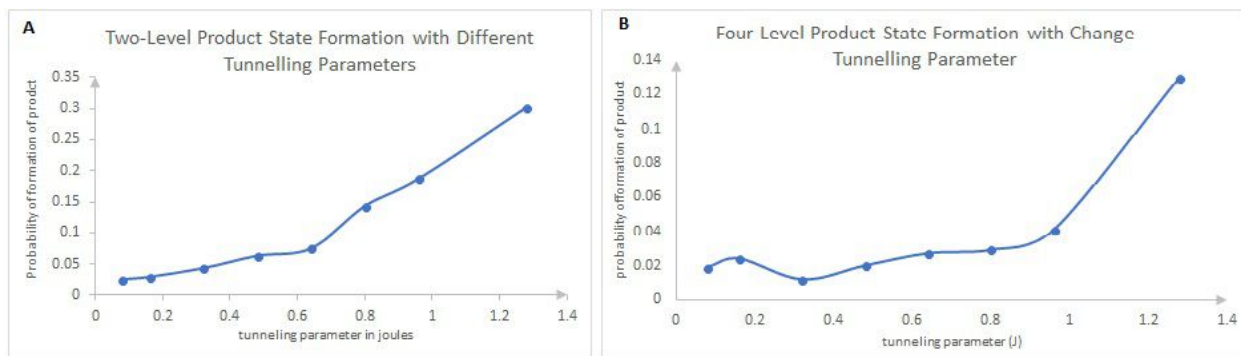 A
Two-Level Product State Formation with Different
Tunnelling Parameters
Probability of formation of prodct
0.35
0.3
0.25
0.2
0.15
0.1
0.05
0
0 0.2 0.4 0.6 0.8 1 1.2 1.4
tunneling parameter in joules
B
Four Level Product State Formation with Change
Tunnelling Parameter
probability offormation of product
0.14
0.12
0.1
0.08
0.06
0.04
0.02
0
0 0.2 0.4 0.6 0.8 1 1.2 1.4
tunneling parameter (J)